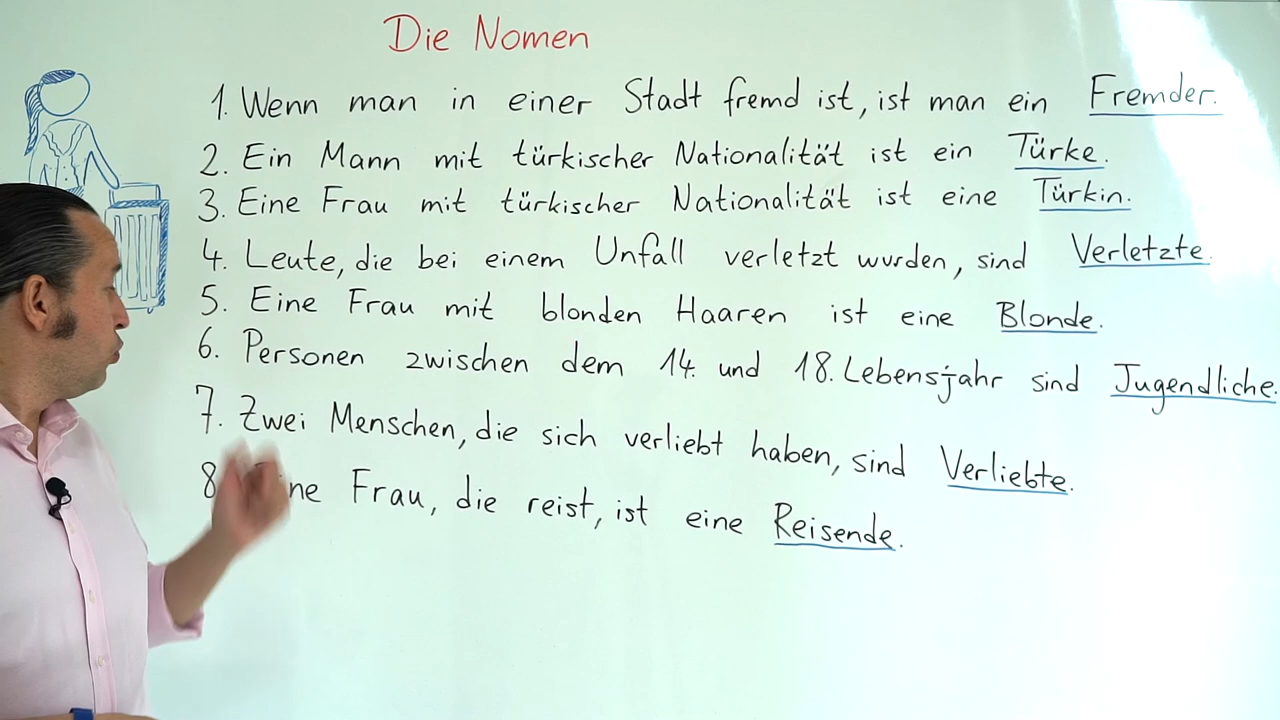 Die Nomen
1. Wenn man in einer Stadt fremd ist, ist man ein Fremder.
2. Ein Mann mit türkischer Nationalität ist ein Türke.
3. Eine Frau mit türkischer Nationalität ist eine Türkin.
4. Leute, die bei einem Unfall verletzt wurden, sind Verletzte.
5. Eine Frau mit blonden Haaren ist eine Blonde.
6. Personen zwischen dem 14. und 18. Lebensjahr sind Jugendliche.
7. Zwei Menschen, die sich verliebt haben, sind Verliebte.
8 Frau, die reist, ist eine Reisende.